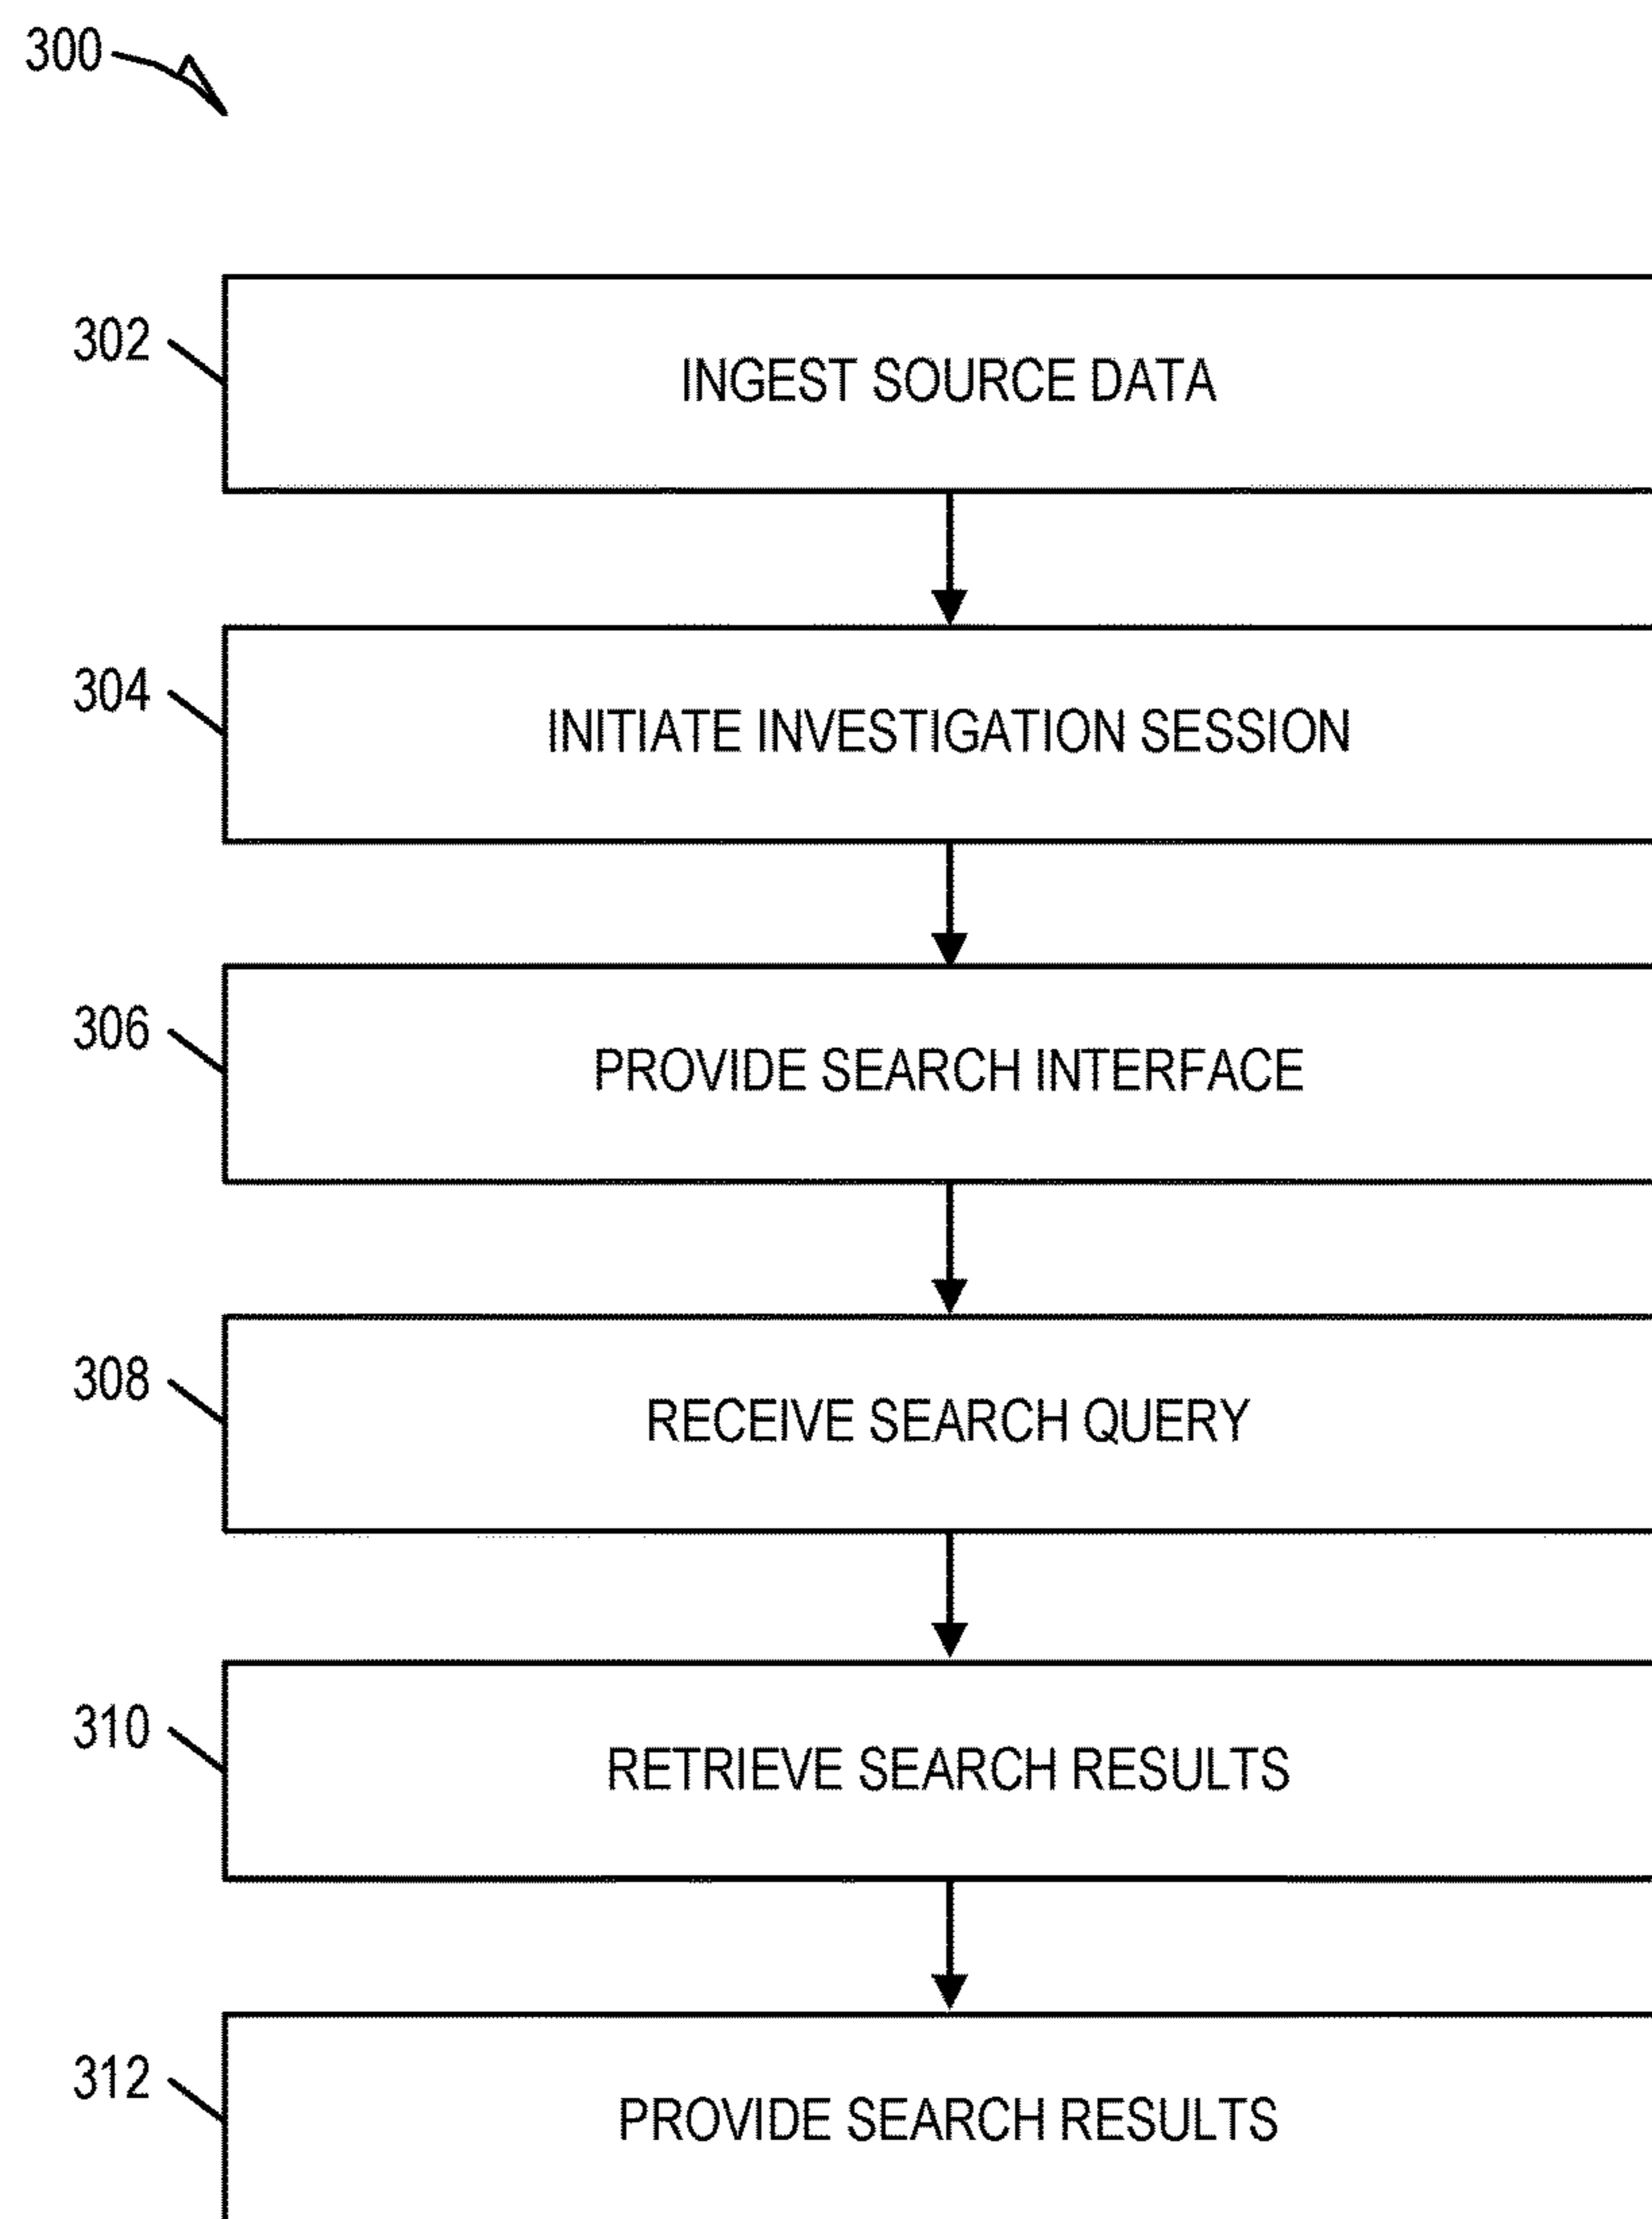 300
302
INGEST SOURCE DATA
304
INITIATE INVESTIGATION SESSION
306
PROVIDE SEARCH INTERFACE
308
RECEIVE SEARCH QUERY
310
RETRIEVE SEARCH RESULTS
312
PROVIDE SEARCH RESULTS